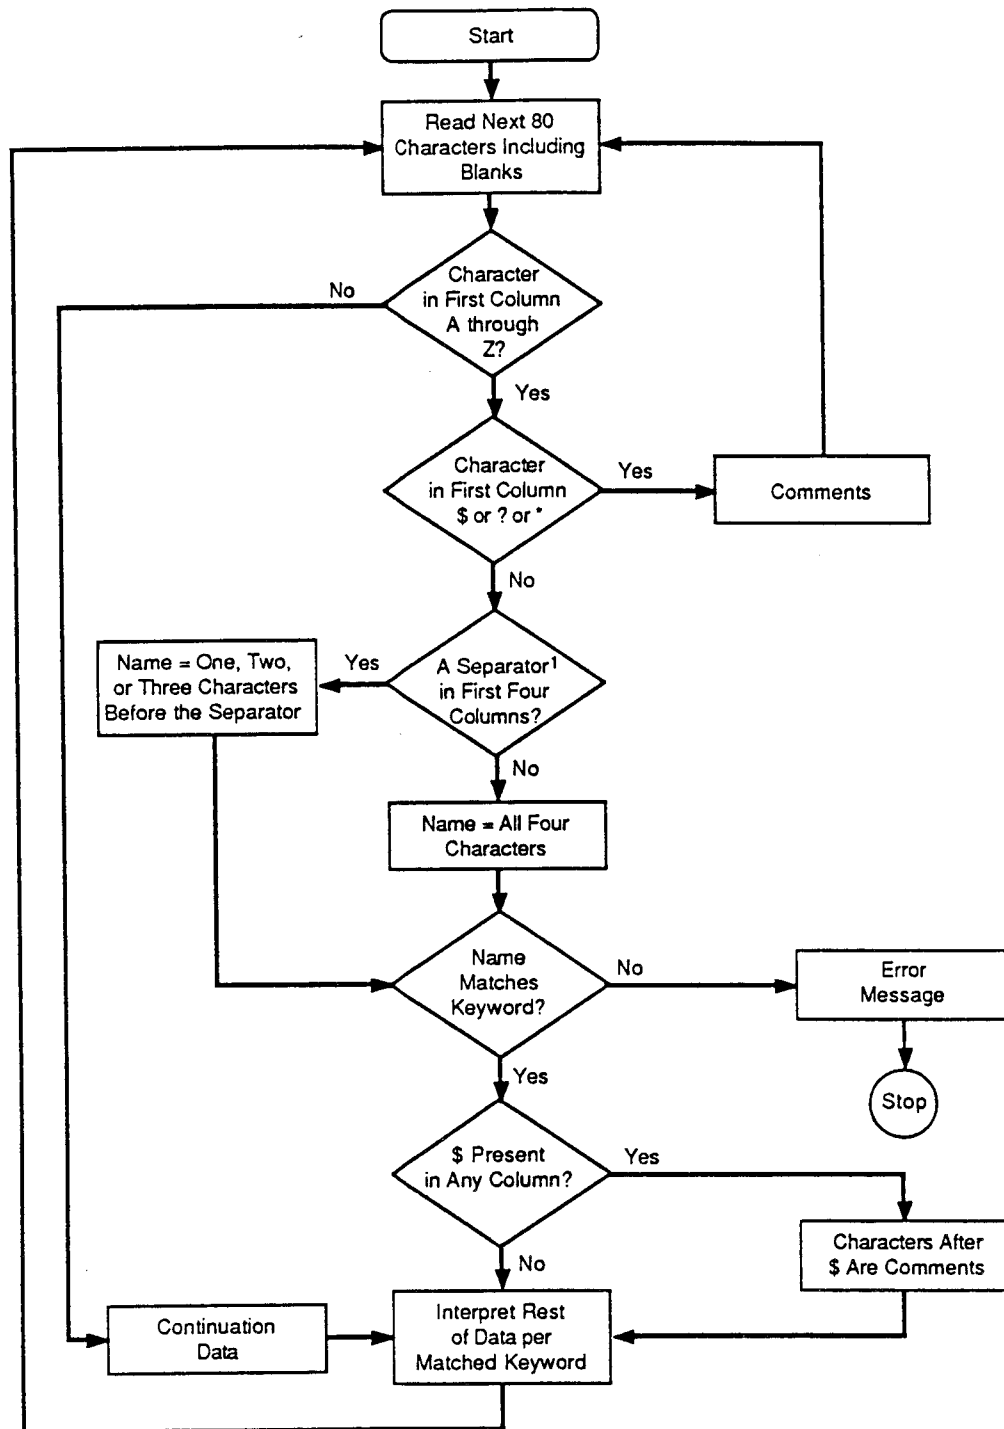 Start
Read Next 80
Characters Including
Blanks
No
Character
in First Column
A through
Z?
Yes
Character
in First Column
$ or ? or *
Yes
Comments
No
Name = One, Two,
or Three Characters
Before the Separator
Yes
A Separator¹
in First Four
Columns?
No
Name = All Four
Characters
Name
Matches
Keyword?
No
Error
Message
Stop
Yes
$ Present
in Any Column?
Yes
Characters After
$ Are Comments
No
Continuation
Data
Interpret Rest
of Data per
Matched Keyword